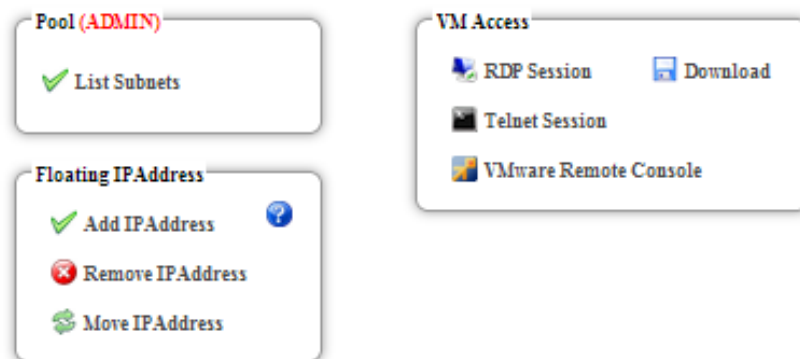 Pool (ADMIN)
List Subnets
Floating IPAddress
Add IPAddress
Remove IPAddress
Move IPAddress
VM Access
RDP Session
Download
Telnet Session
VMware Remote Console